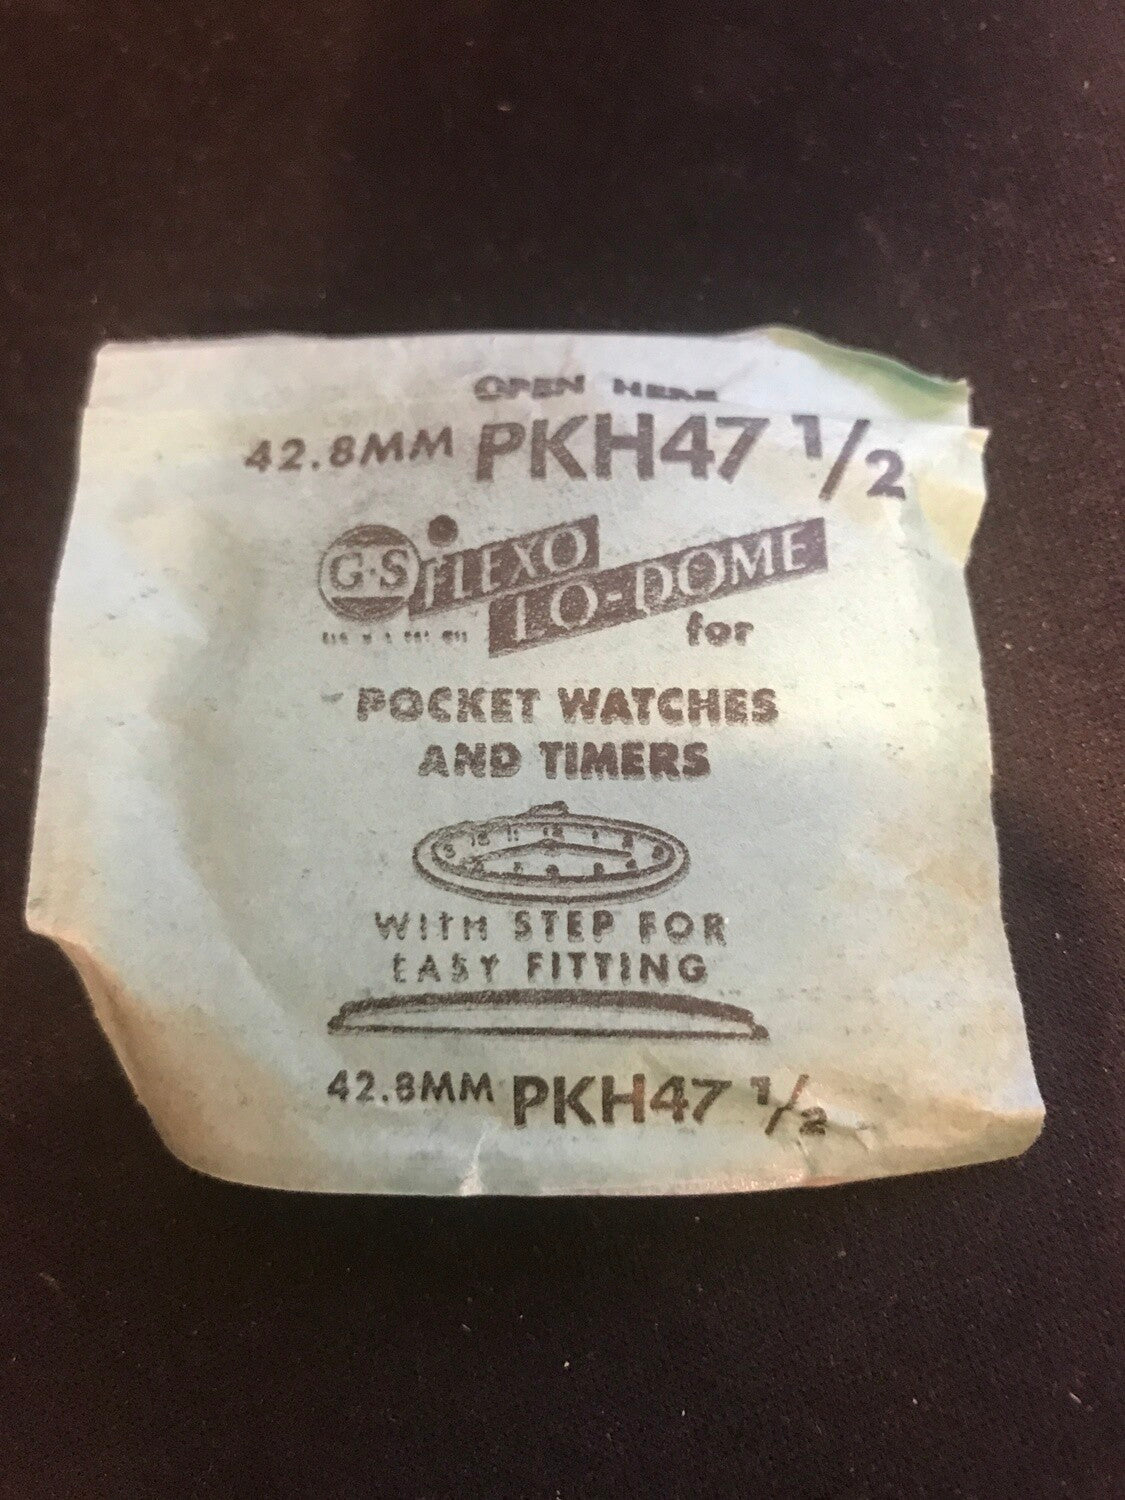 OPEN HERE
42.8MM PKH47 1/2
G·S FLEXO
LO-DOME
for
POCKET WATCHES
AND TIMERS
WITH STEP FOR
EASY FITTING
42.8MM PKH47 1/2